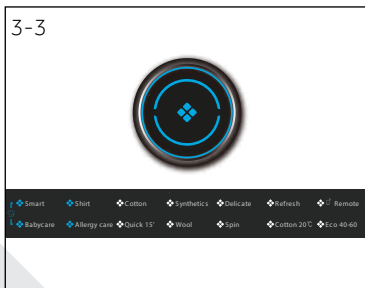 3-3
Smart Shirt Cotton Synthetics Delicate Refresh Remote
Babycare Allergy care Quick 15' Wool Spin Cotton 20℃ Eco 40-60